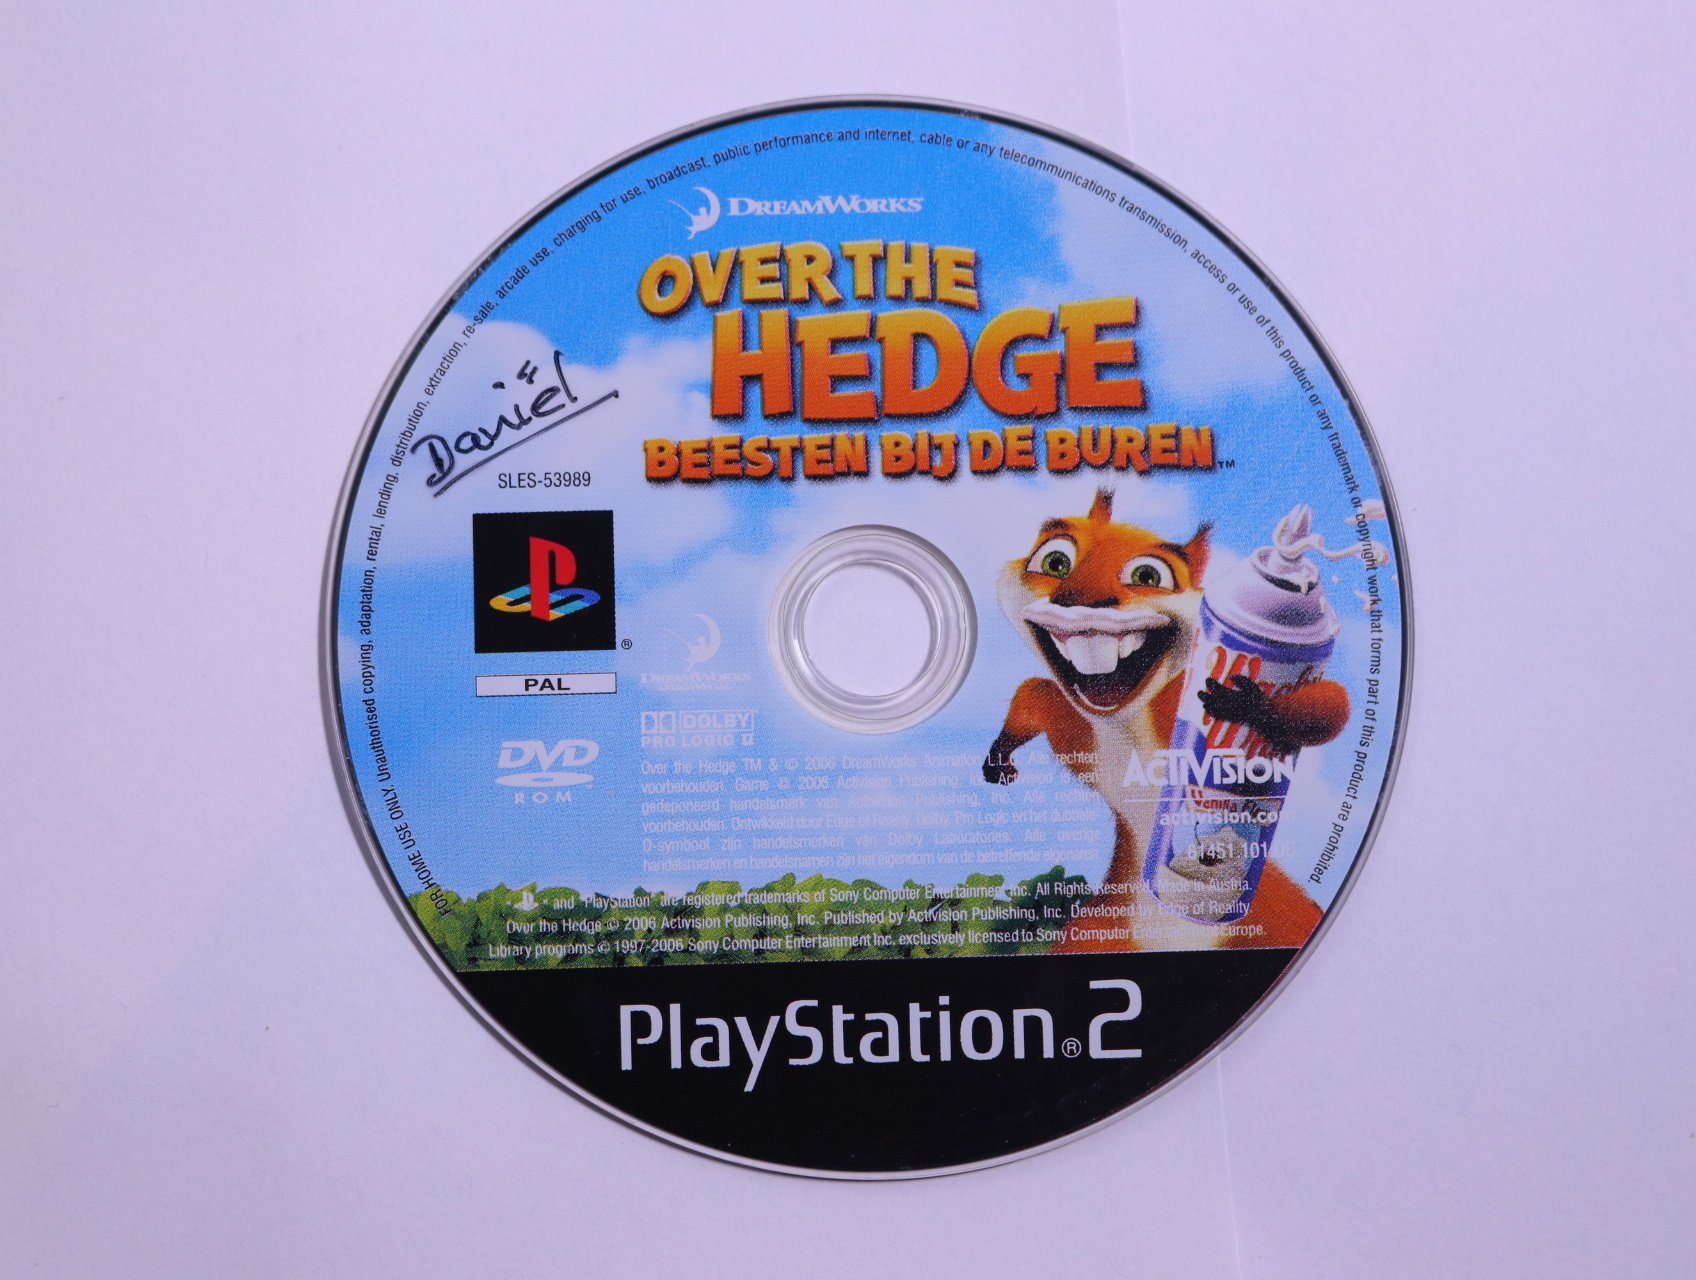 FOR HOME USE ONLY. Unauthorised copying, adaptation, rental, lending, distribution, extraction, re-sale, arcade use, charging for use, broadcast, public performance and internet, cable or any telecommunications transmission, access or use of this product or any trademark or copyright work that forms part of this product are prohibited.
DREAMWORKS
OVER THE
HEDGE
BEESTEN BIJ DE BUREN™
Daniël
SLES-53989
®
PAL
DREAMWORKS
DOLBY
PRO LOGIC II
DVD
ROM
Over the Hedge TM & © 2006 DreamWorks Animation L.L.C. Alle rechten
voorbehouden. Game © 2006 Activision Publishing, Inc. Activision is een
gedeponeerd handelsmerk van Activision Publishing, Inc. Alle rechten
voorbehouden. Ontwikkeld door Edge of Reality. Dolby, Pro Logic en het dubbele-
D-symbool zijn handelsmerken van Dolby Laboratories. Alle overige
handelsmerken en handelsnamen zijn het eigendom van de betreffende eigenaren.
ACTIVISION
activision.com
Vanilla
81451.101
" " and "PlayStation" are registered trademarks of Sony Computer Entertainment Inc. All Rights Reserved. Made in Austria.
Over the Hedge © 2006 Activision Publishing, Inc. Published by Activision Publishing, Inc. Developed by Edge of Reality.
Library programs © 1997-2006 Sony Computer Entertainment Inc. exclusively licensed to Sony Computer Entertainment Europe.
PlayStation®2